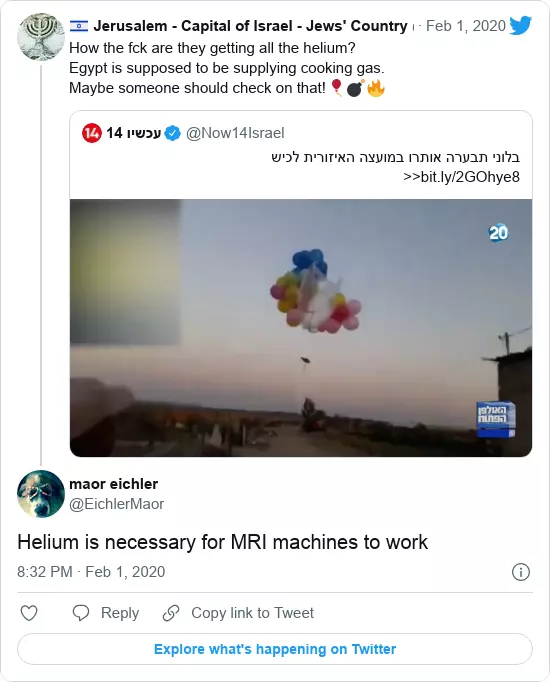 Jerusalem - Capital of Israel - Jews' Country · Feb 1, 2020
How the fck are they getting all the helium?
Egypt is supposed to be supplying cooking gas.
Maybe someone should check on that! 🎈💣🔥
14 עכשיו 14 @Now14Israel
בלוני תבערה אותרו במועצה האיזורית לכיש
>>bit.ly/2GOhye8
20
האולפן
הפתוח
maor eichler
@EichlerMaor
Helium is necessary for MRI machines to work
8:32 PM · Feb 1, 2020
Reply Copy link to Tweet
Explore what's happening on Twitter